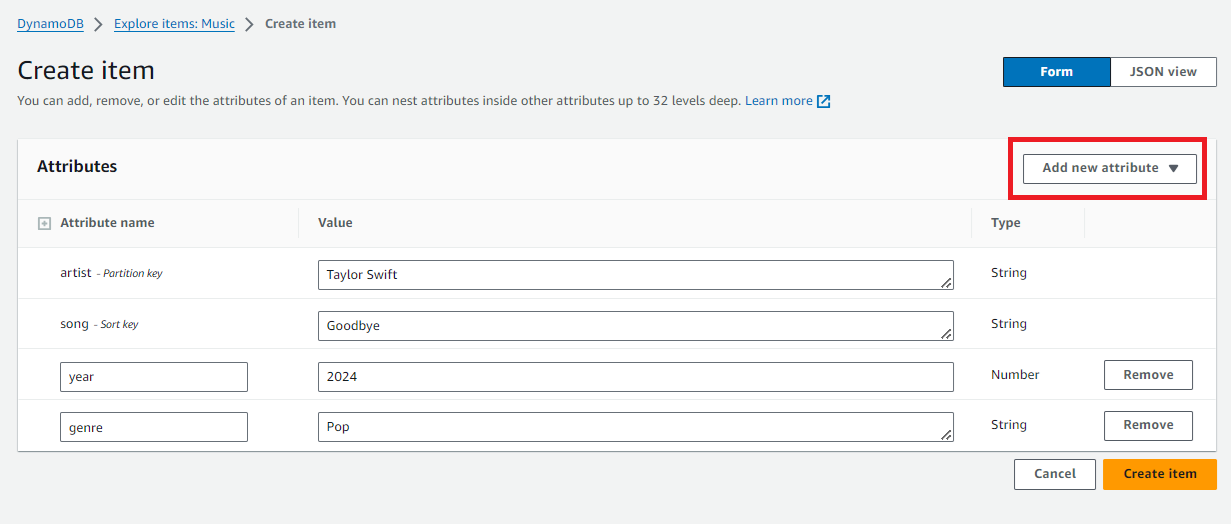 DynamoDB > Explore items: Music > Create item
Create item
Form JSON view
You can add, remove, or edit the attributes of an item. You can nest attributes inside other attributes up to 32 levels deep. Learn more
Attributes
Add new attribute
Attribute name Value Type
artist - Partition key Taylor Swift String
song - Sort key Goodbye String
year 2024 Number Remove
genre Pop String Remove
Cancel Create item